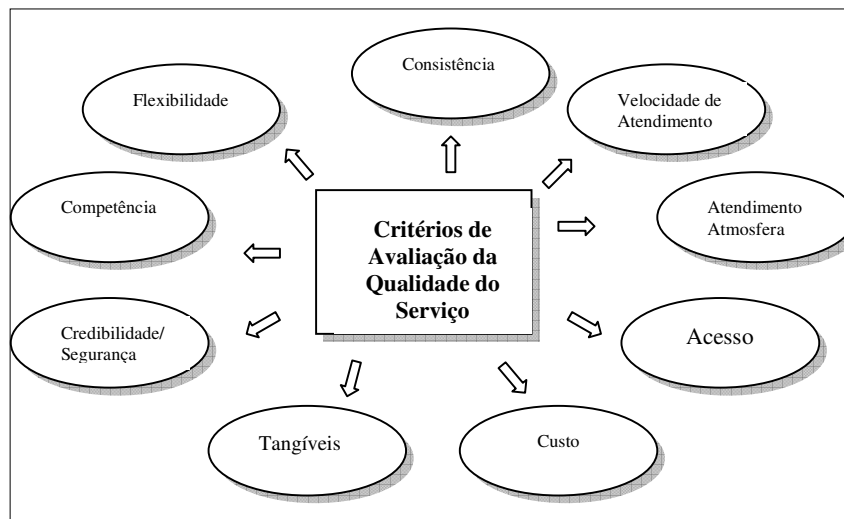 Consistência
Flexibilidade
Velocidade de
Atendimento
Competência
Critérios de
Avaliação da
Qualidade do
Serviço
Atendimento
Atmosfera
Credibilidade/
Segurança
Acesso
Tangíveis
Custo